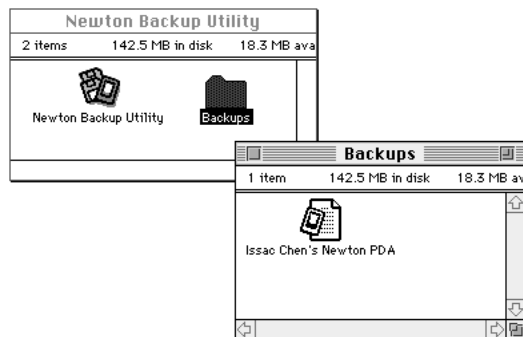 Newton Backup Utility
2 items 142.5 MB in disk 18.3 MB ava
Newton Backup Utility
Backups
Backups
1 item 142.5 MB in disk 18.3 MB av
Issac Chen's Newton PDA